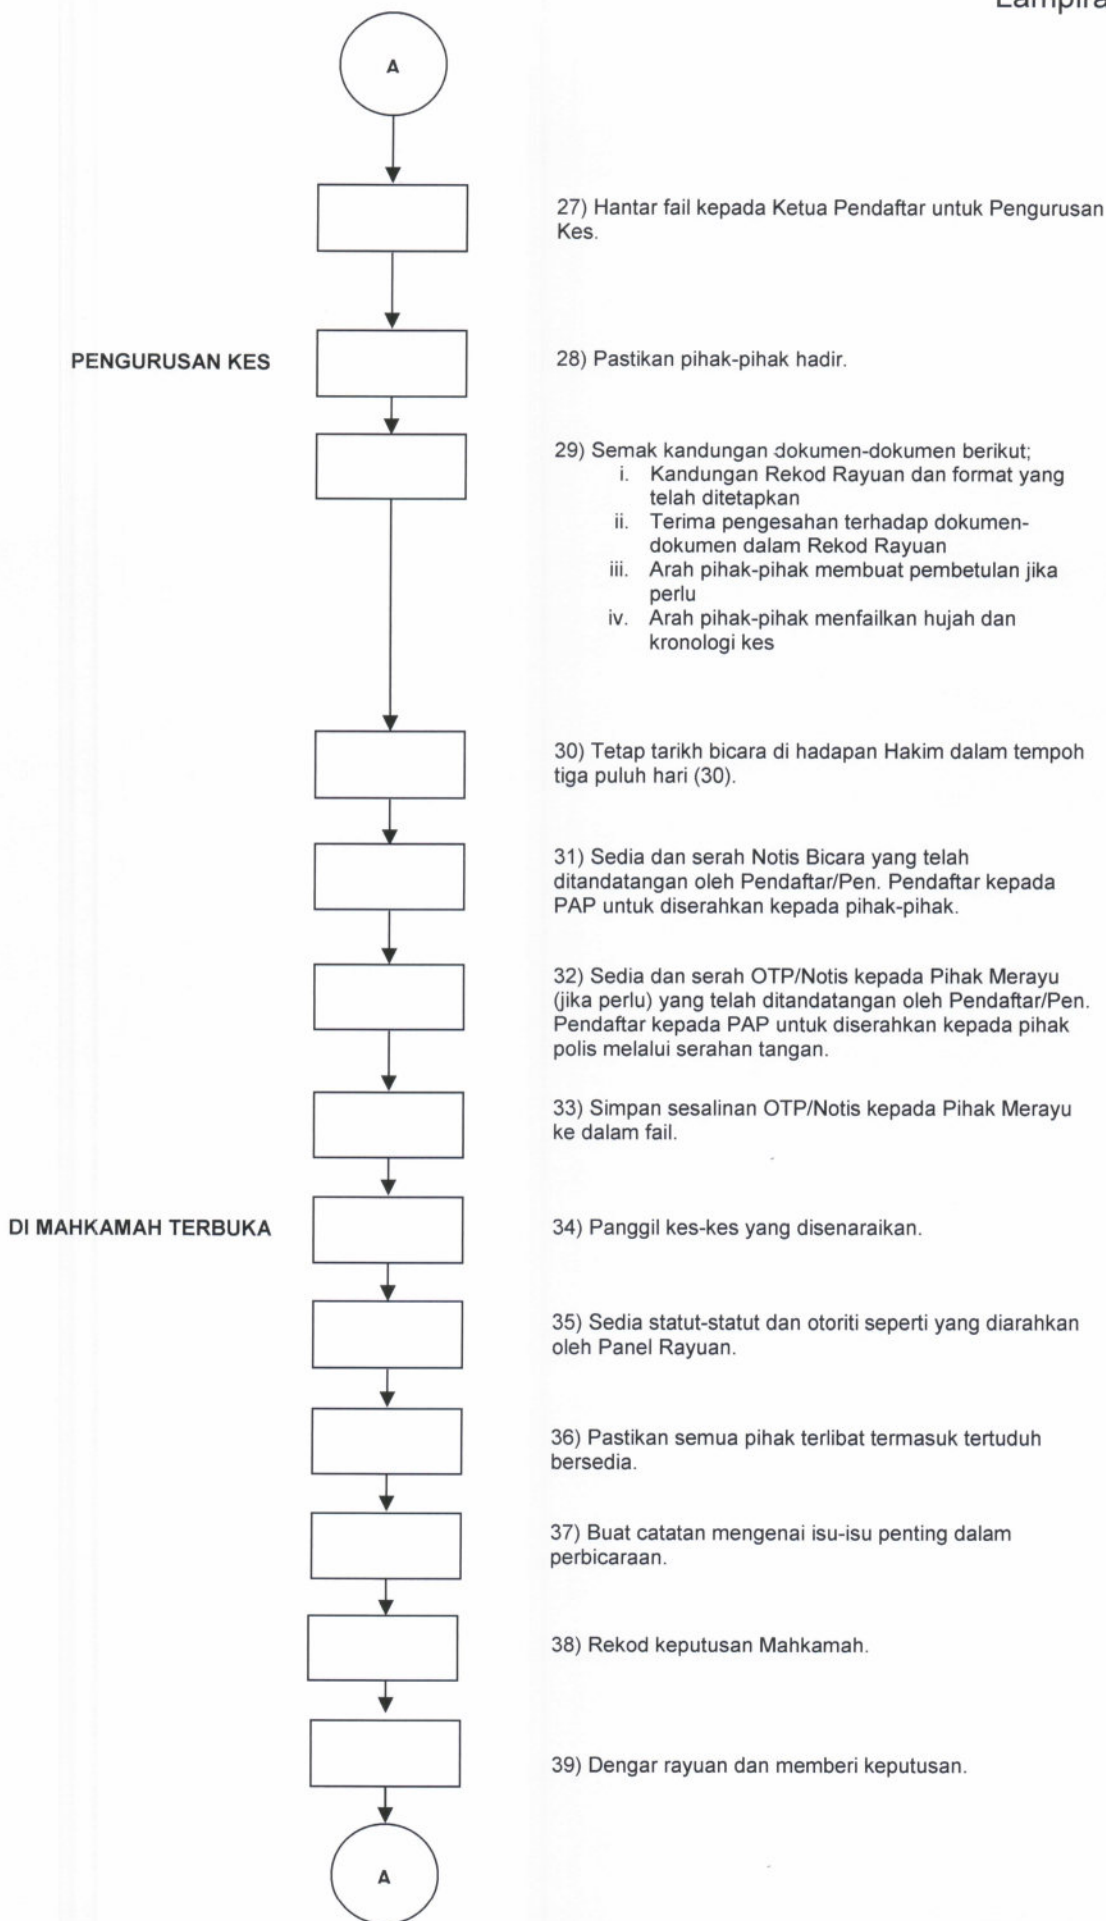 Lampira
A
27) Hantar fail kepada Ketua Pendaftar untuk Pengurusan
Kes.
PENGURUSAN KES
28) Pastikan pihak-pihak hadir.
29) Semak kandungan dokumen-dokumen berikut;
i. Kandungan Rekod Rayuan dan format yang
telah ditetapkan
ii. Terima pengesahan terhadap dokumen-
dokumen dalam Rekod Rayuan
iii. Arah pihak-pihak membuat pembetulan jika
perlu
iv. Arah pihak-pihak menfailkan hujah dan
kronologi kes
30) Tetap tarikh bicara di hadapan Hakim dalam tempoh
tiga puluh hari (30).
31) Sedia dan serah Notis Bicara yang telah
ditandatangan oleh Pendaftar/Pen. Pendaftar kepada
PAP untuk diserahkan kepada pihak-pihak.
32) Sedia dan serah OTP/Notis kepada Pihak Merayu
(jika perlu) yang telah ditandatangan oleh Pendaftar/Pen.
Pendaftar kepada PAP untuk diserahkan kepada pihak
polis melalui serahan tangan.
33) Simpan sesalinan OTP/Notis kepada Pihak Merayu
ke dalam fail.
DI MAHKAMAH TERBUKA
34) Panggil kes-kes yang disenaraikan.
35) Sedia statut-statut dan otoriti seperti yang diarahkan
oleh Panel Rayuan.
36) Pastikan semua pihak terlibat termasuk tertuduh
bersedia.
37) Buat catatan mengenai isu-isu penting dalam
perbicaraan.
38) Rekod keputusan Mahkamah.
39) Dengar rayuan dan memberi keputusan.
A